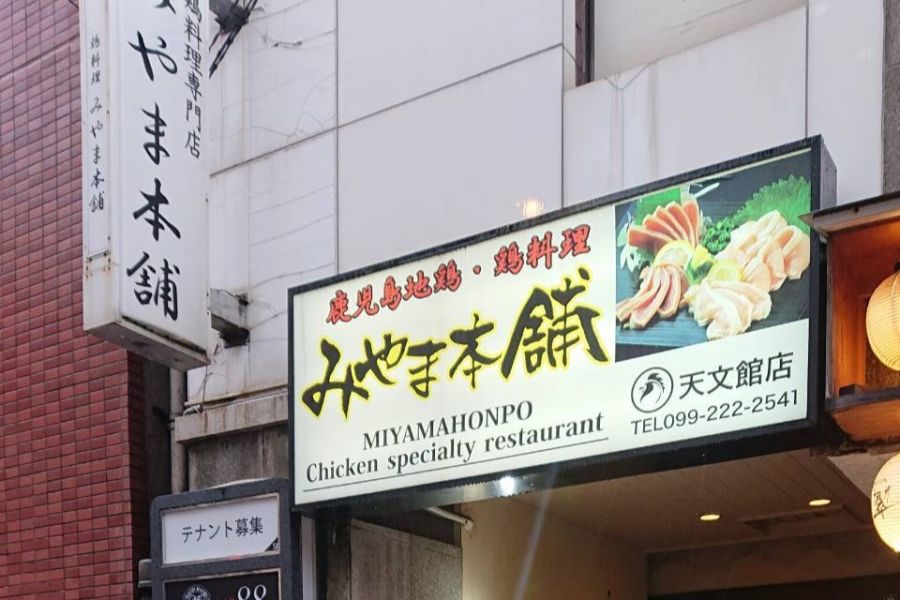 鶏料理専門店
みやま本舗
鶏料理 みやま本舗
鹿児島地鶏・鶏料理
みやま本舗
MIYAMAHONPO
Chicken specialty restaurant
天文館店
TEL099-222-2541
テナント募集
88